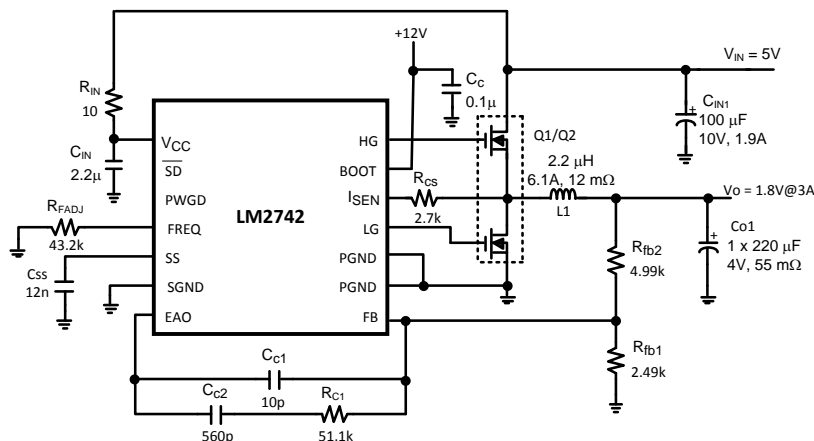 +12V
V_IN = 5V
R_IN
10
C_c
0.1μ
C_IN1
100 μF
10V, 1.9A
C_IN
2.2μ
V_CC
HG
Q1/Q2
SD
BOOT
2.2 μH
6.1A, 12 mΩ
PWGD
I_SEN
R_CS
2.7k
L1
Vo = 1.8V@3A
LM2742
R_FADJ
43.2k
FREQ
LG
Co1
1 x 220 μF
4V, 55 mΩ
Css
12n
SS
PGND
R_fb2
4.99k
SGND
PGND
EAO
FB
R_fb1
2.49k
C_c1
10p
C_c2
560p
R_C1
51.1k